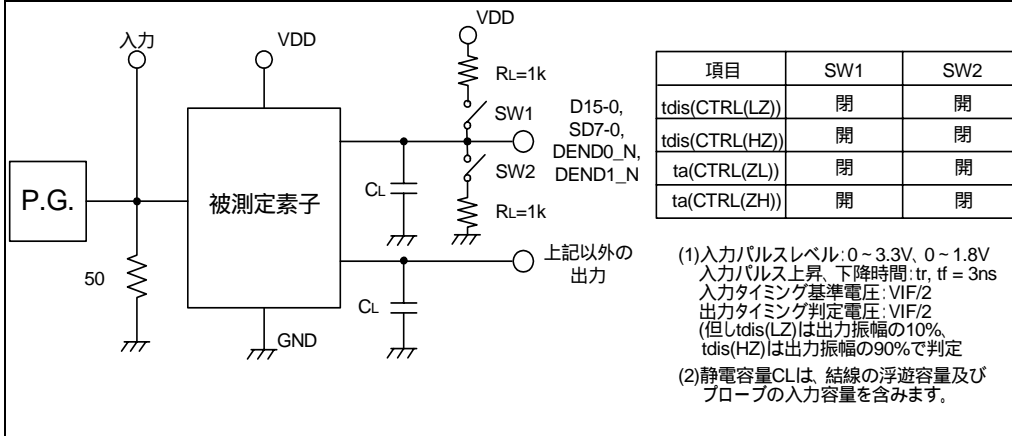 入力
VDD
VDD
RL=1k
SW1
D15-0,
SD7-0,
DEND0_N,
DEND1_N
SW2
RL=1k
CL
P.G.
被測定素子
50
上記以外の
出力
CL
GND
項目 SW1 SW2
tdis(CTRL(LZ)) 閉 開
tdis(CTRL(HZ)) 開 閉
ta(CTRL(ZL)) 閉 開
ta(CTRL(ZH)) 開 閉
(1)入力パルスレベル:0~3.3V、0~1.8V
入力パルス上昇、下降時間:tr, tf = 3ns
入力タイミング基準電圧:VIF/2
出力タイミング判定電圧:VIF/2
(但しtdis(LZ)は出力振幅の10%、
tdis(HZ)は出力振幅の90%で判定
(2)静電容量CLは、結線の浮遊容量及び
プローブの入力容量を含みます。